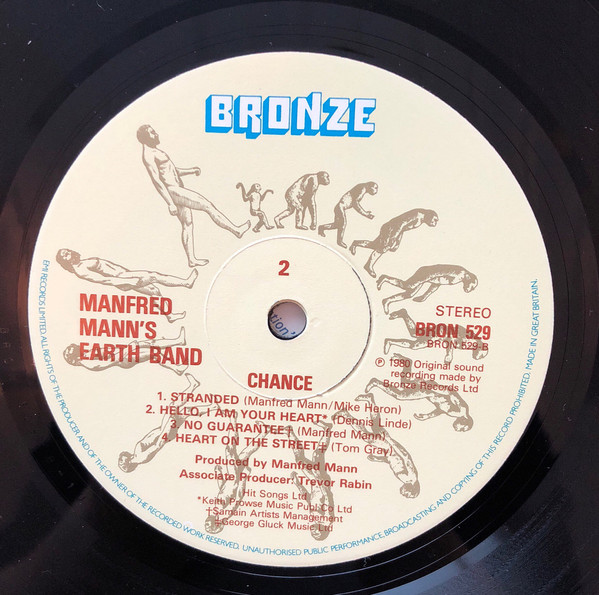 BRONZE
2
MANFRED
MANN'S
EARTH BAND
STEREO
BRON 529
BRON 529-B
℗ 1980 Original sound
recording made by
Bronze Records Ltd
CHANCE
1. STRANDED (Manfred Mann/Mike Heron)
2. HELLO, I AM YOUR HEART* (Dennis Linde)
3. NO GUARANTEE† (Manfred Mann)
4. HEART ON THE STREET‡ (Tom Gray)
Produced by Manfred Mann
Associate Producer: Trevor Rabin
Hit Songs Ltd
*Keith Prowse Music Publ Co Ltd
†Samain Artists Management
‡George Gluck Music Ltd
EMI RECORDS LIMITED. ALL RIGHTS OF THE PRODUCER AND OF THE OWNER OF THE RECORDED WORK RESERVED. UNAUTHORISED PUBLIC PERFORMANCE, BROADCASTING AND COPYING OF THIS RECORD PROHIBITED. MADE IN GREAT BRITAIN.